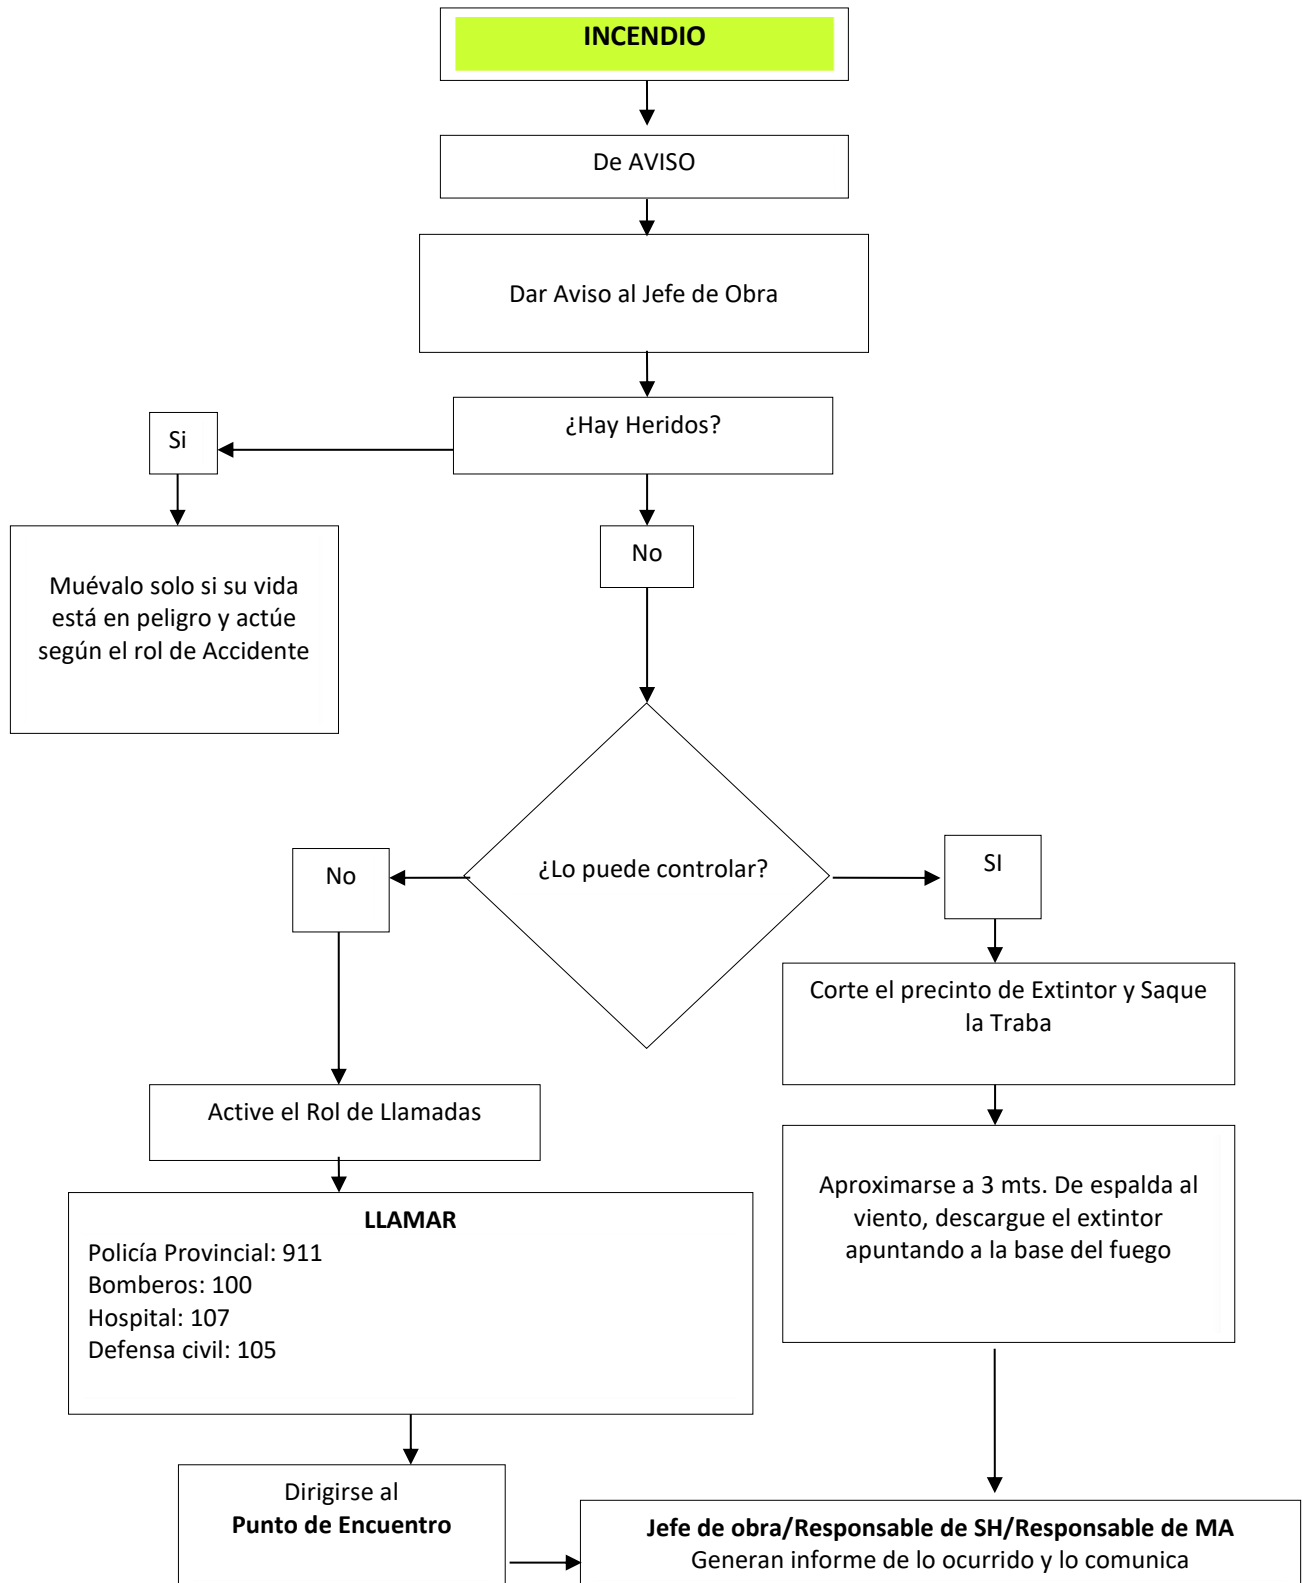 INCENDIO
De AVISO
Dar Aviso al Jefe de Obra
¿Hay Heridos?
Si
No
Muévalo solo si su vida
está en peligro y actúe
según el rol de Accidente
¿Lo puede controlar?
No
SI
Corte el precinto de Extintor y Saque
la Traba
Active el Rol de Llamadas
Aproximarse a 3 mts. De espalda al
viento, descargue el extintor
apuntando a la base del fuego
LLAMAR
Policía Provincial: 911
Bomberos: 100
Hospital: 107
Defensa civil: 105
Dirigirse al
Punto de Encuentro
Jefe de obra/Responsable de SH/Responsable de MA
Generan informe de lo ocurrido y lo comunica